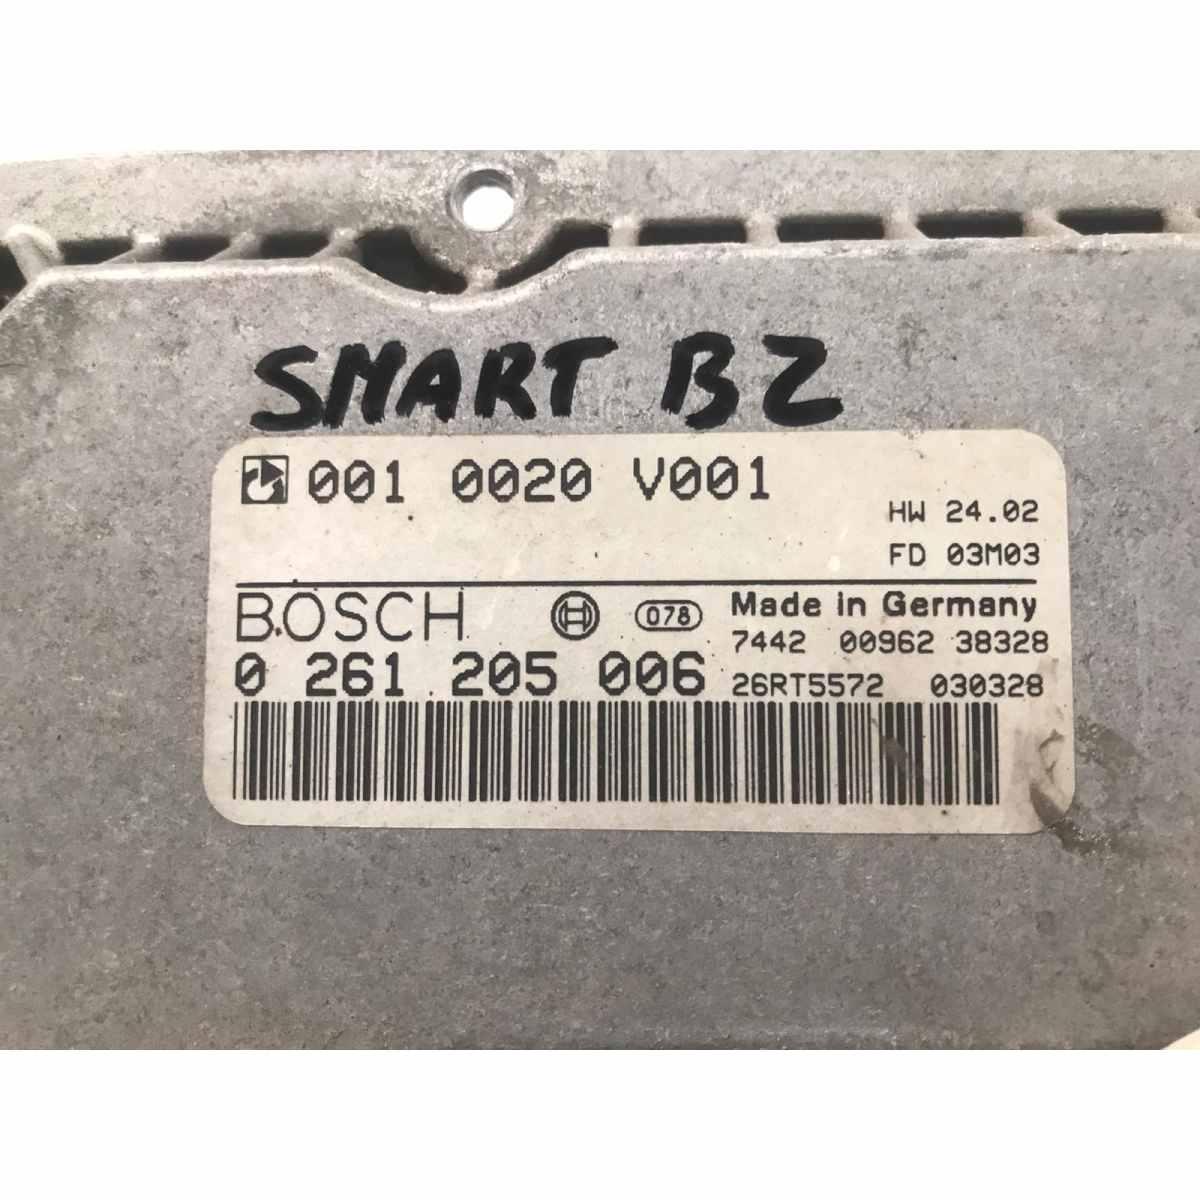 SMART BZ
001 0020 V001
HW 24.02
FD 03M03
BOSCH H 078 Made in Germany
7442 00962 38328
0 261 205 006 26RT5572 030328